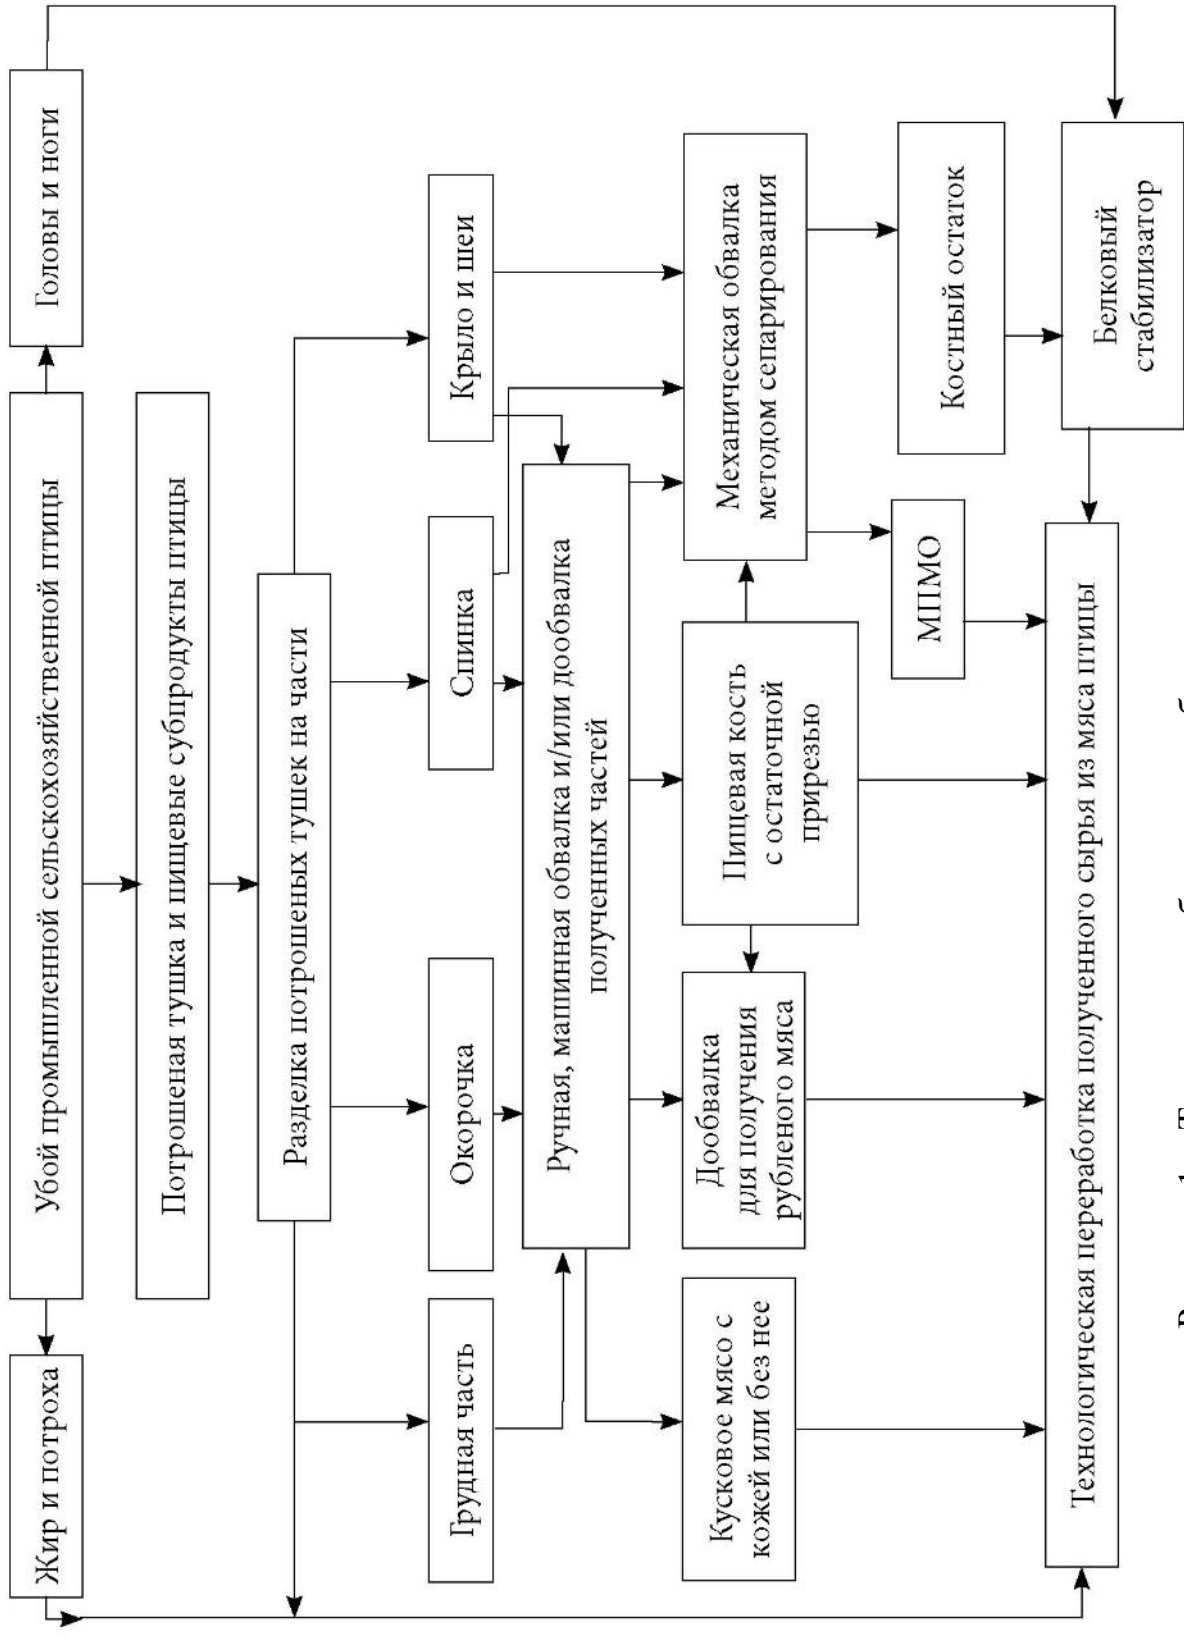 Жир и потроха
Убой промышленной сельскохозяйственной птицы
Головы и ноги
Потрошеная тушка и пищевые субпродукты птицы
Разделка потрошеных тушек на части
Грудная часть
Окорочка
Спинка
Крыло и шеи
Ручная, машинная обвалка и/или дообвалка
полученных частей
Кусковое мясо с
кожей или без нее
Дообвалка
для получения
рубленого мяса
Пищевая кость
с остаточной
прирезью
Механическая обвалка
методом сепарирования
МПМО
Костный остаток
Технологическая переработка полученного сырья из мяса птицы
Белковый
стабилизатор